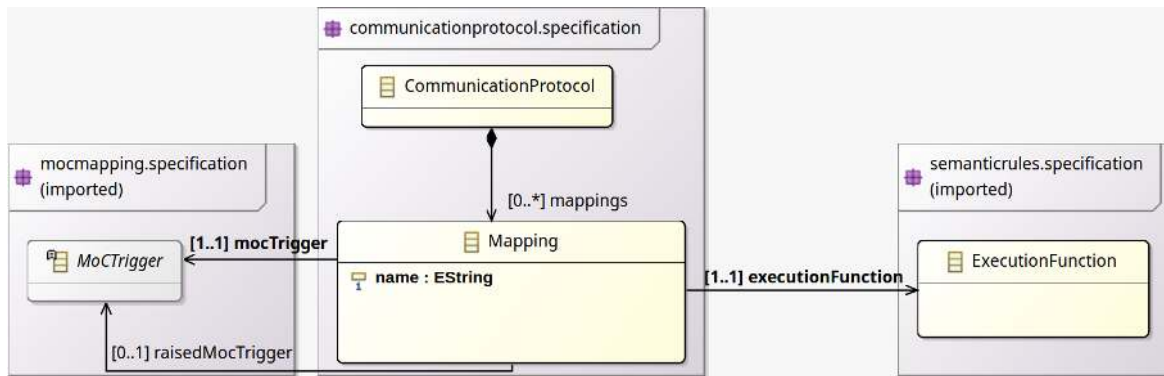 communicationprotocol.specification
CommunicationProtocol
mocmapping.specification
(imported)
semanticrules.specification
(imported)
[0..*] mappings
[1..1] mocTrigger
Mapping
MoCTrigger
ExecutionFunction
name : EString
1
[1..1] executionFunction
[0..1] raisedMocTrigger